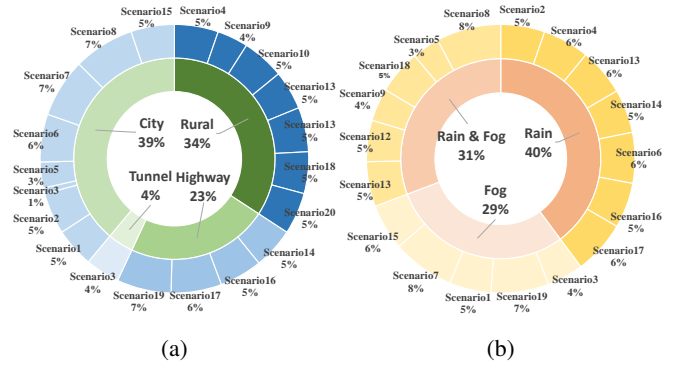 Scenario15
5%
Scenario4
5%
Scenario9
4%
Scenario10
5%
Scenario13
5%
Scenario13
5%
Scenario18
5%
Scenario20
5%
Scenario14
5%
Scenario16
5%
Scenario17
6%
Scenario19
7%
Scenario3
4%
Scenario1
5%
Scenario2
5%
Scenario3
1%
Scenario5
3%
Scenario6
6%
Scenario7
7%
Scenario8
7%
City
39%
Rural
34%
Tunnel
4%
Highway
23%
(a)
Scenario8
8%
Scenario2
5%
Scenario4
6%
Scenario13
6%
Scenario14
5%
Scenario6
6%
Scenario16
5%
Scenario17
6%
Scenario3
4%
Scenario19
7%
Scenario1
5%
Scenario7
8%
Scenario15
6%
Scenario13
5%
Scenario12
5%
Scenario9
4%
Scenario18
5%
Scenario5
3%
Rain & Fog
31%
Rain
40%
Fog
29%
(b)